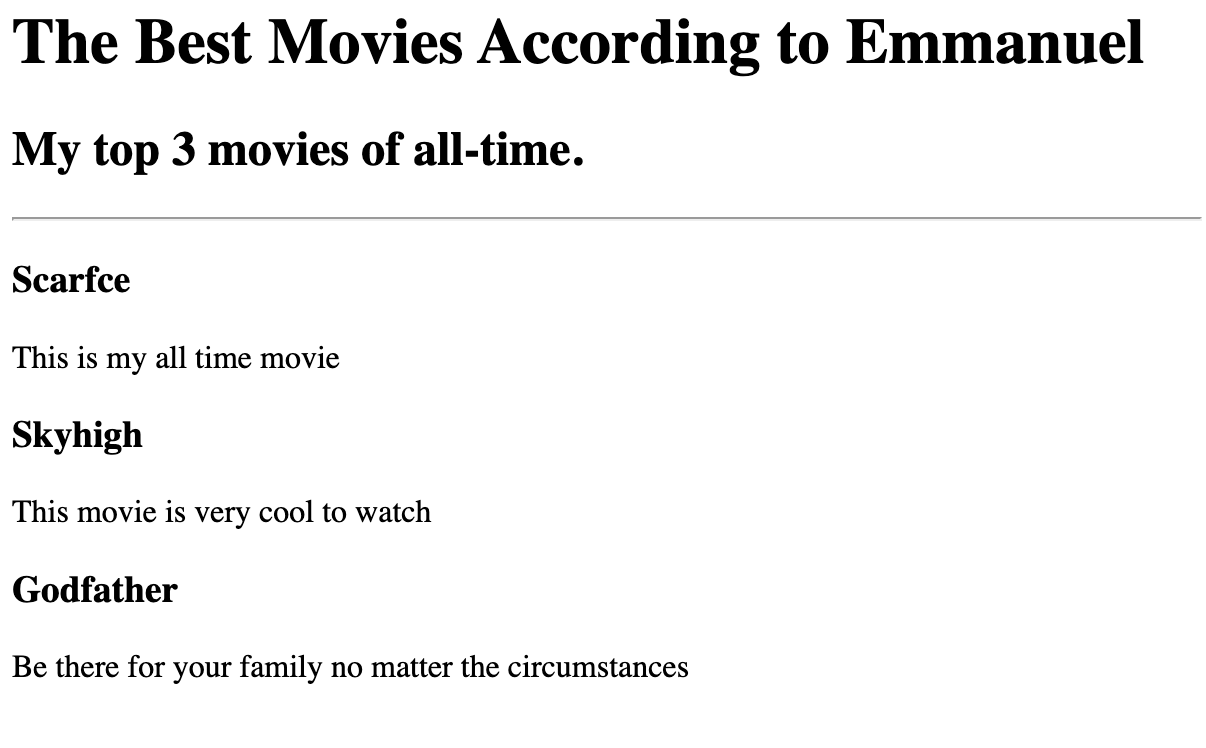 The Best Movies According to Emmanuel
My top 3 movies of all-time.
Scarfce
This is my all time movie
Skyhigh
This movie is very cool to watch
Godfather
Be there for your family no matter the circumstances